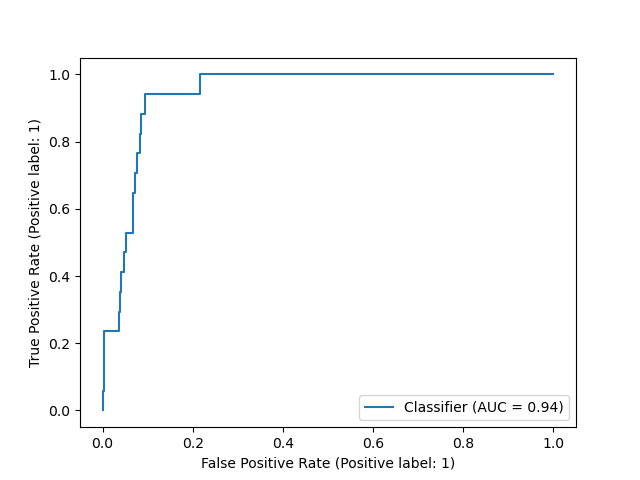 1.0
0.8
0.6
0.4
0.2
0.0
True Positive Rate (Positive label: 1)
Classifier (AUC = 0.94)
0.0 0.2 0.4 0.6 0.8 1.0
False Positive Rate (Positive label: 1)